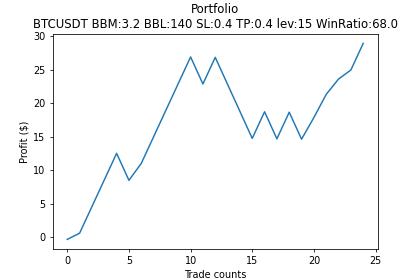 Portfolio
BTCUSDT BBM:3.2 BBL:140 SL:0.4 TP:0.4 lev:15 WinRatio:68.0
30
25
20
15
10
5
0
Profit ($)
0 5 10 15 20 25
Trade counts